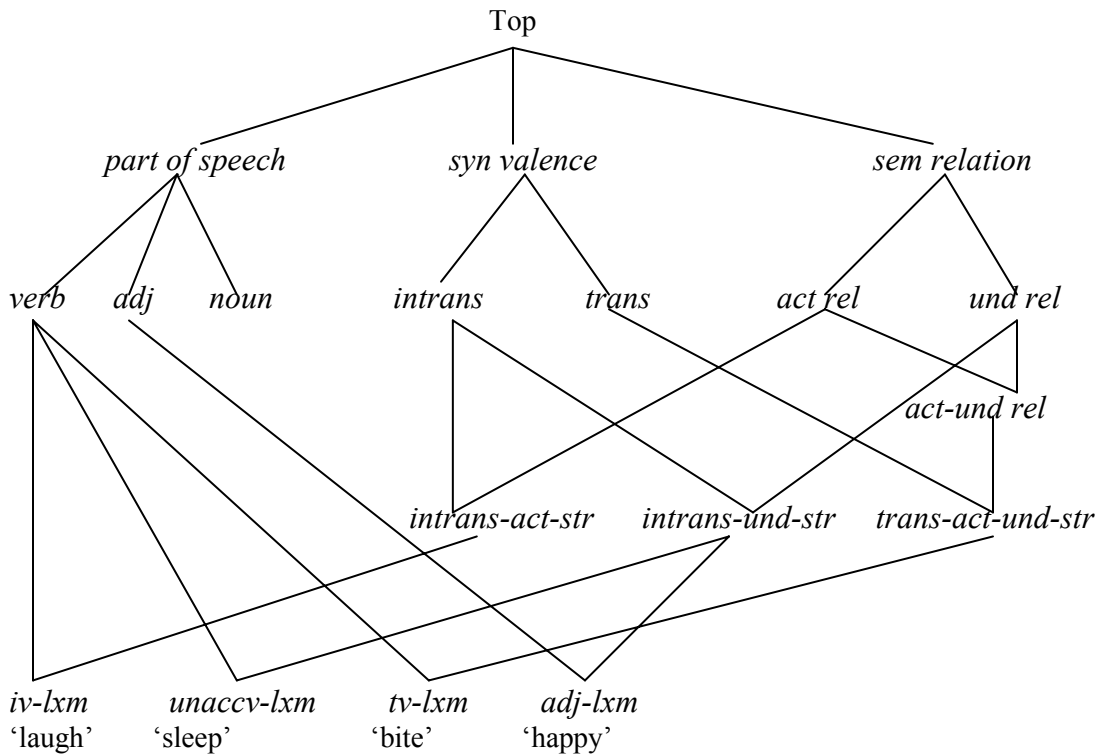 Top
part of speech syn valence sem relation
verb adj noun intrans trans act rel und rel
act-und rel
intrans-act-str intrans-und-str trans-act-und-str
iv-lxm unaccv-lxm tv-lxm adj-lxm
‘laugh’ ‘sleep’ ‘bite’ ‘happy’